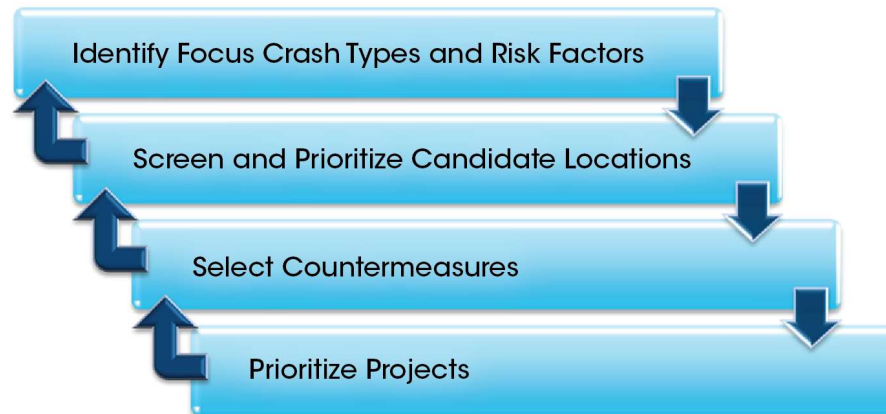 Identify Focus Crash Types and Risk Factors
Screen and Prioritize Candidate Locations
Select Countermeasures
Prioritize Projects